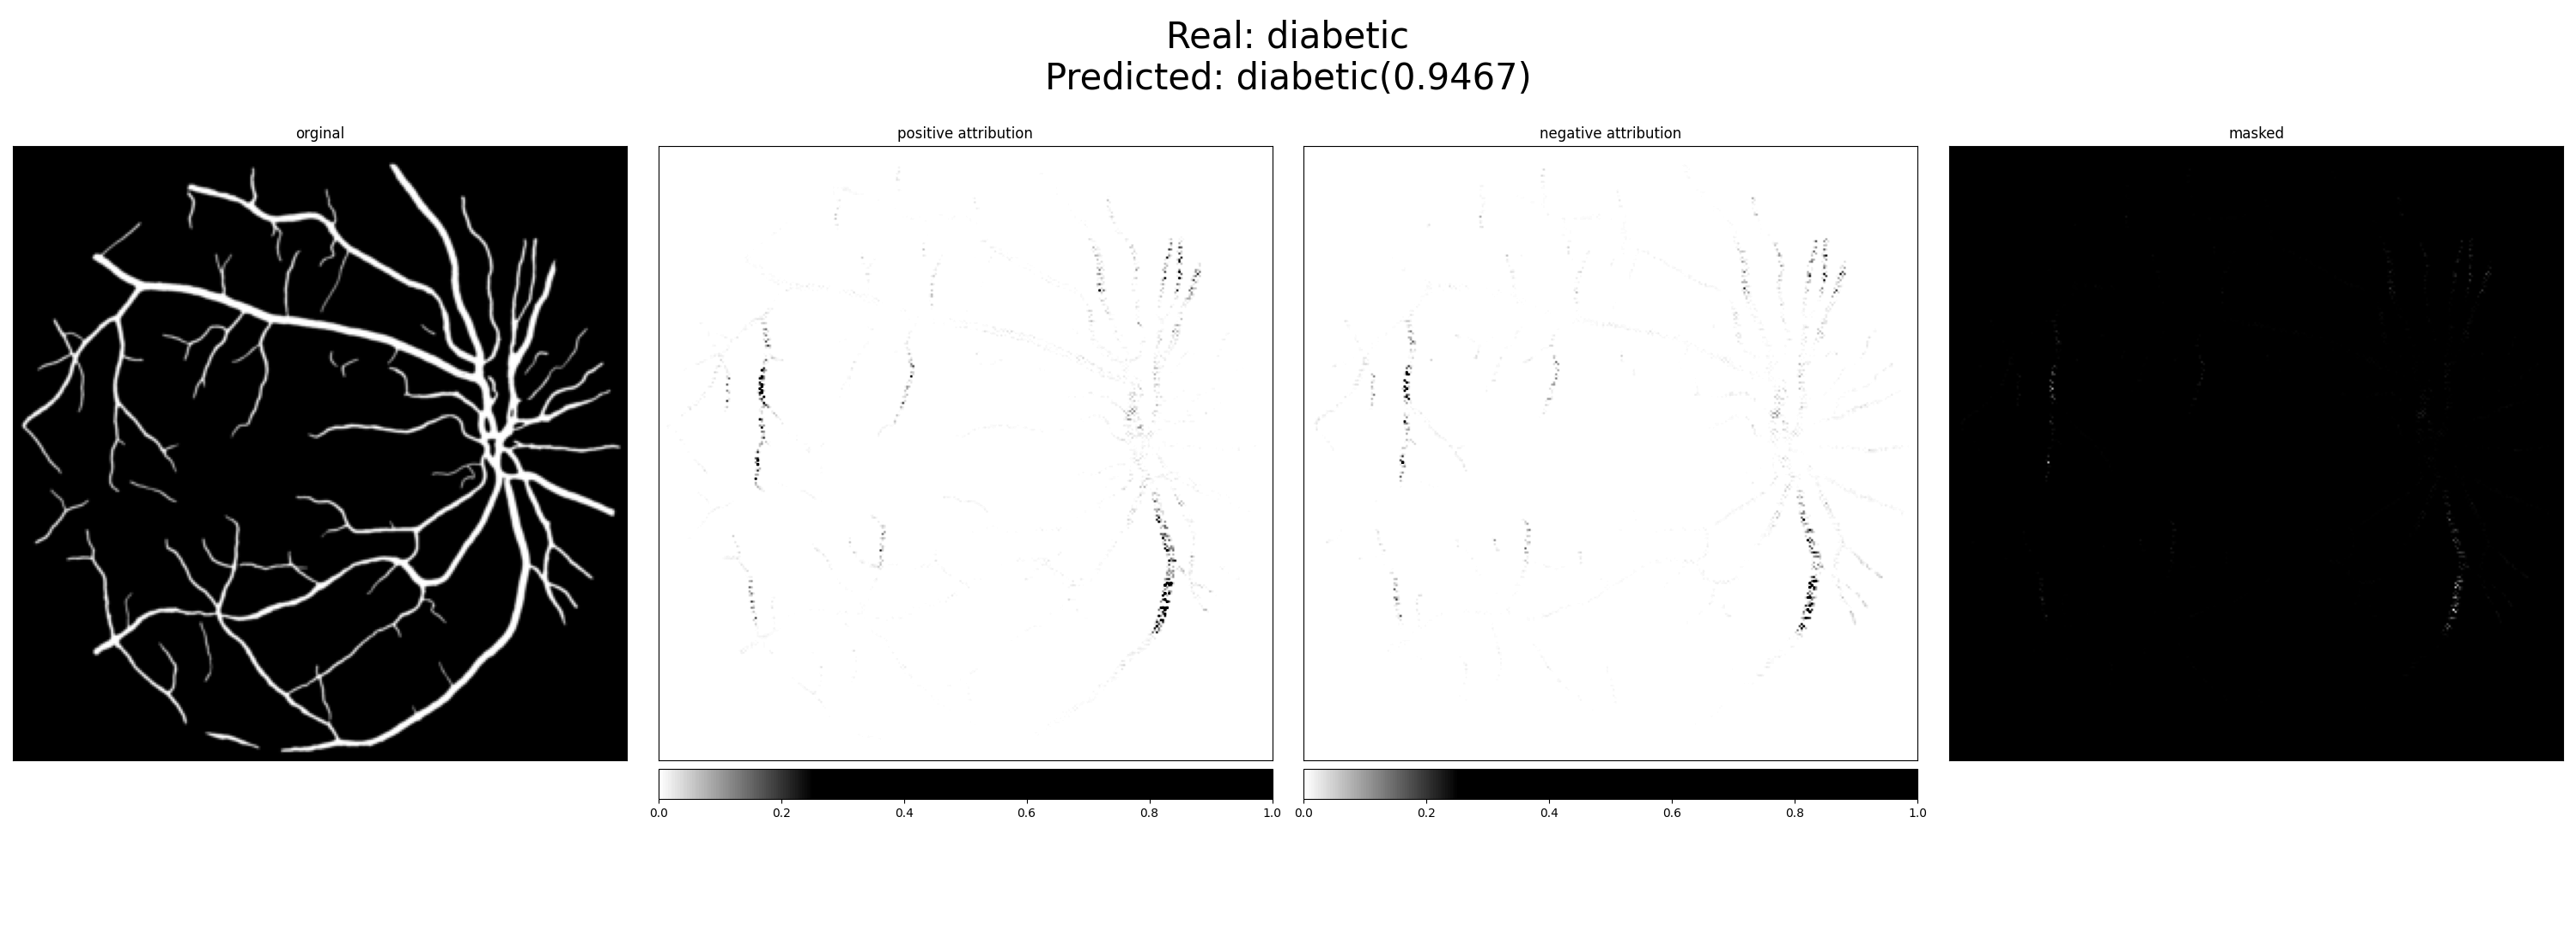 Real: diabetic
Predicted: diabetic(0.9467)
orginal
positive attribution
negative attribution
masked
0.0 0.2 0.4 0.6 0.8 1.0
0.0 0.2 0.4 0.6 0.8 1.0